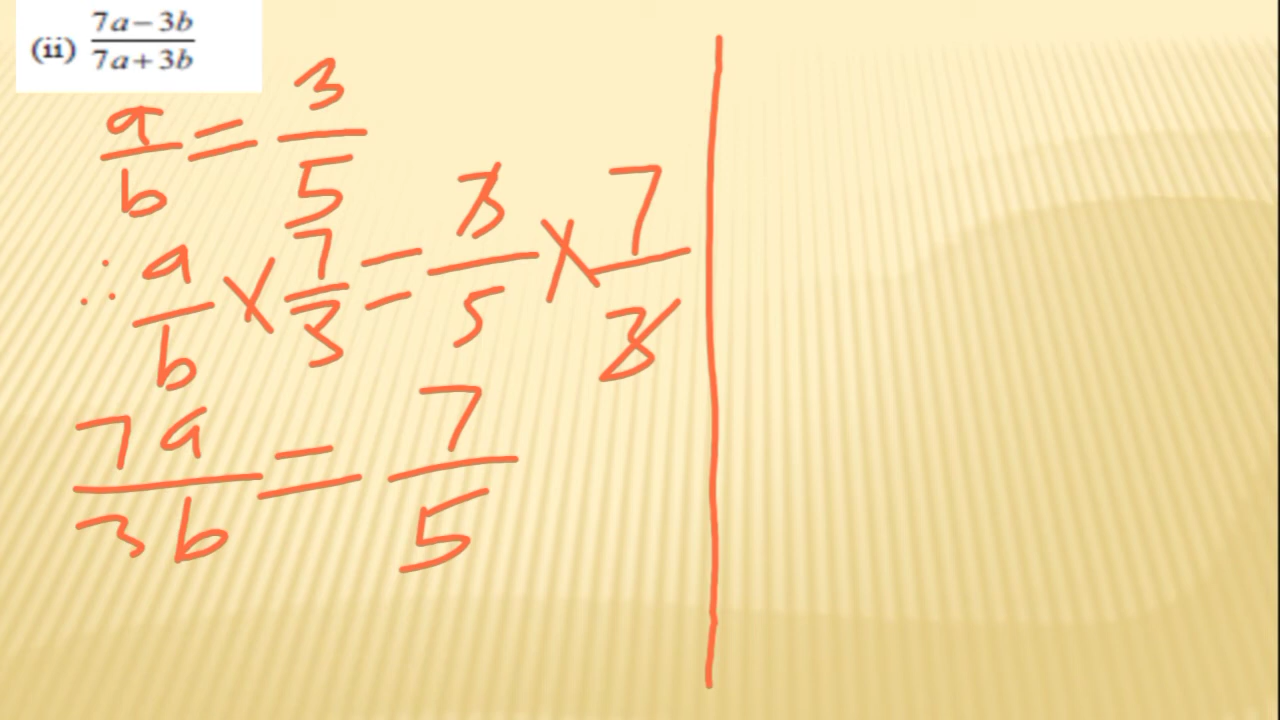 (ii) 7a-3b / 7a+3b
a/b = 3/5
∴ a/b × 7/3 = 3/5 × 7/3
7a/3b = 7/5